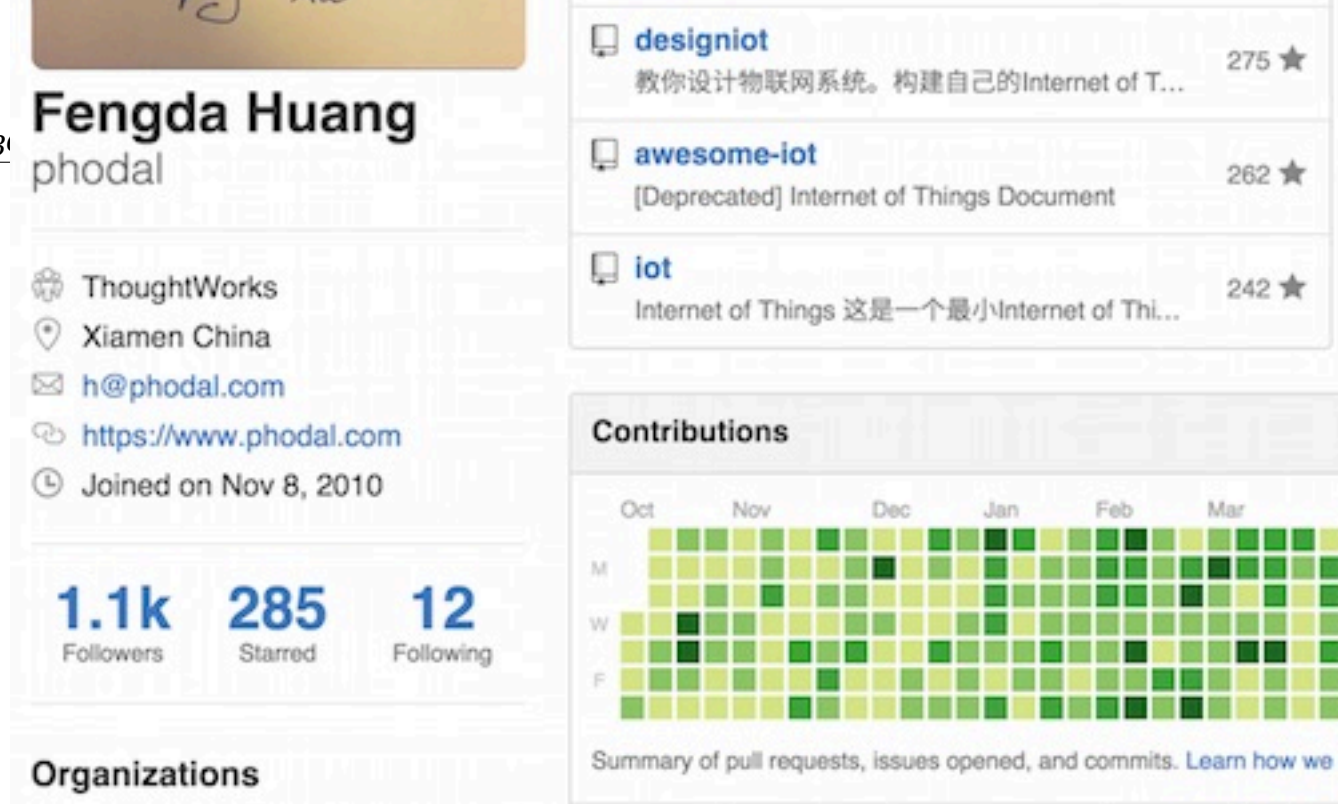 Fengda Huang
phodal
ThoughtWorks
Xiamen China
h@phodal.com
https://www.phodal.com
Joined on Nov 8, 2010
1.1k 285 12
Followers Starred Following
Organizations
designiot
275
教你设计物联网系统。构建自己的Internet of T...
awesome-iot
262
[Deprecated] Internet of Things Document
iot
242
Internet of Things 这是一个最小Internet of Thi...
Contributions
Oct Nov Dec Jan Feb Mar
M
W
F
Summary of pull requests, issues opened, and commits. Learn how we